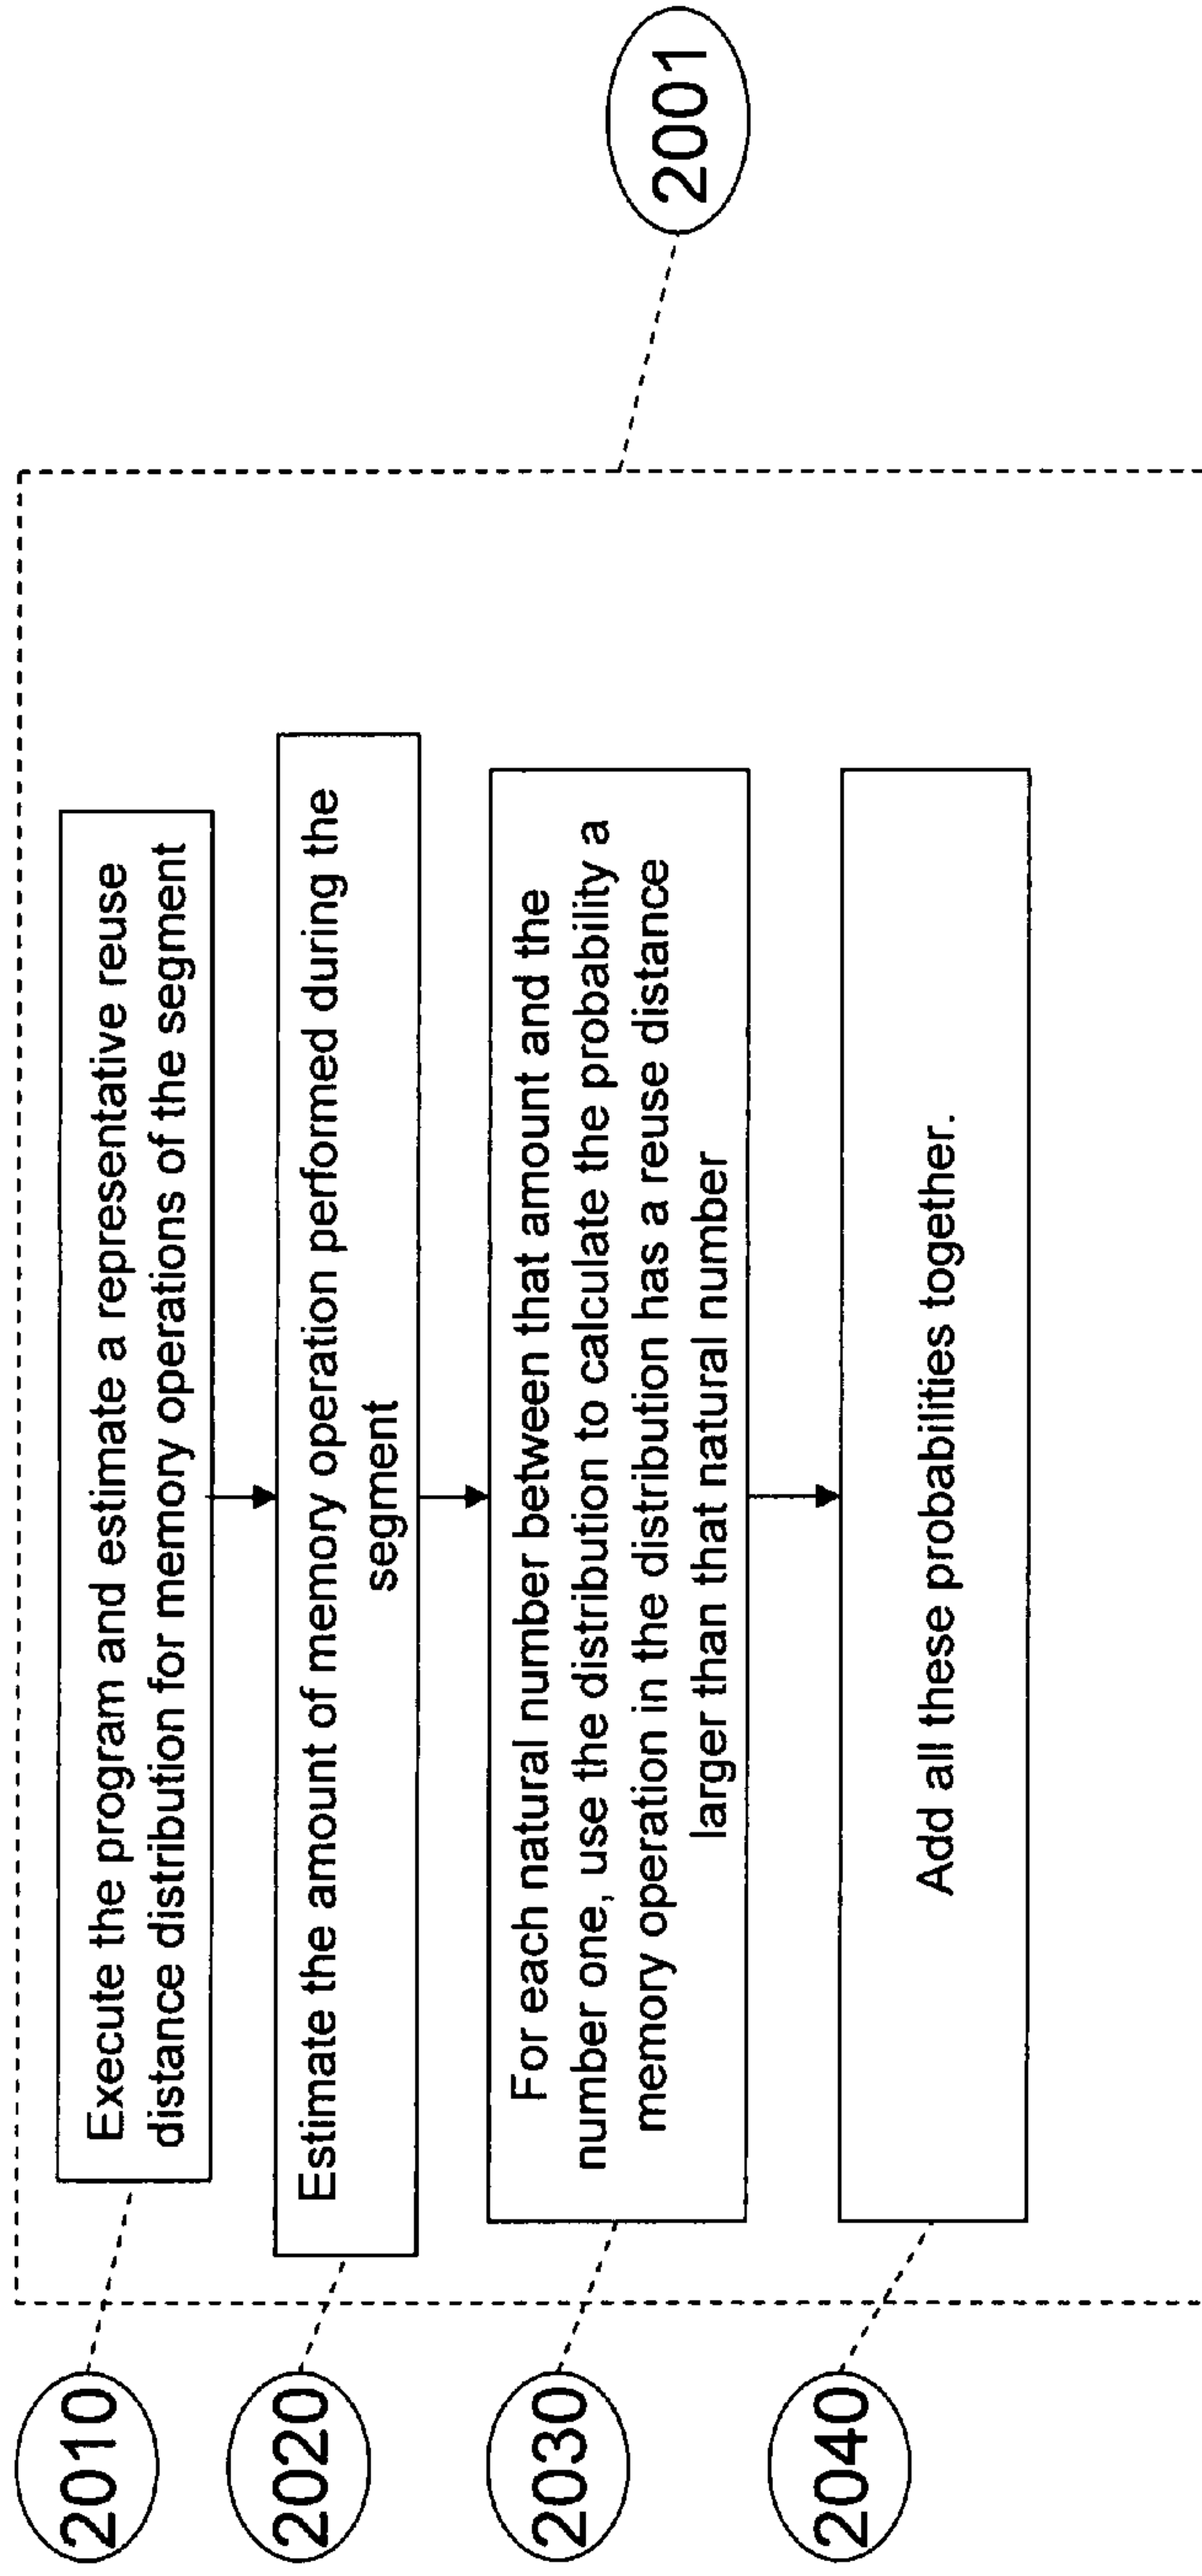 2001
2010
Execute the program and estimate a representative reuse
distance distribution for memory operations of the segment
2020
Estimate the amount of memory operation performed during the
segment
2030
For each natural number between that amount and the
number one, use the distribution to calculate the probability a
memory operation in the distribution has a reuse distance
larger than that natural number
2040
Add all these probabilities together.